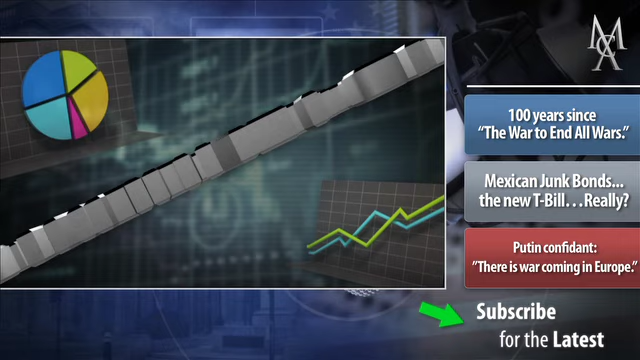 MCA
100 years since
“The War to End All Wars.”
Mexican Junk Bonds...
the new T-Bill…Really?
Putin confidant:
"There is war coming in Europe."
Subscribe
for the Latest